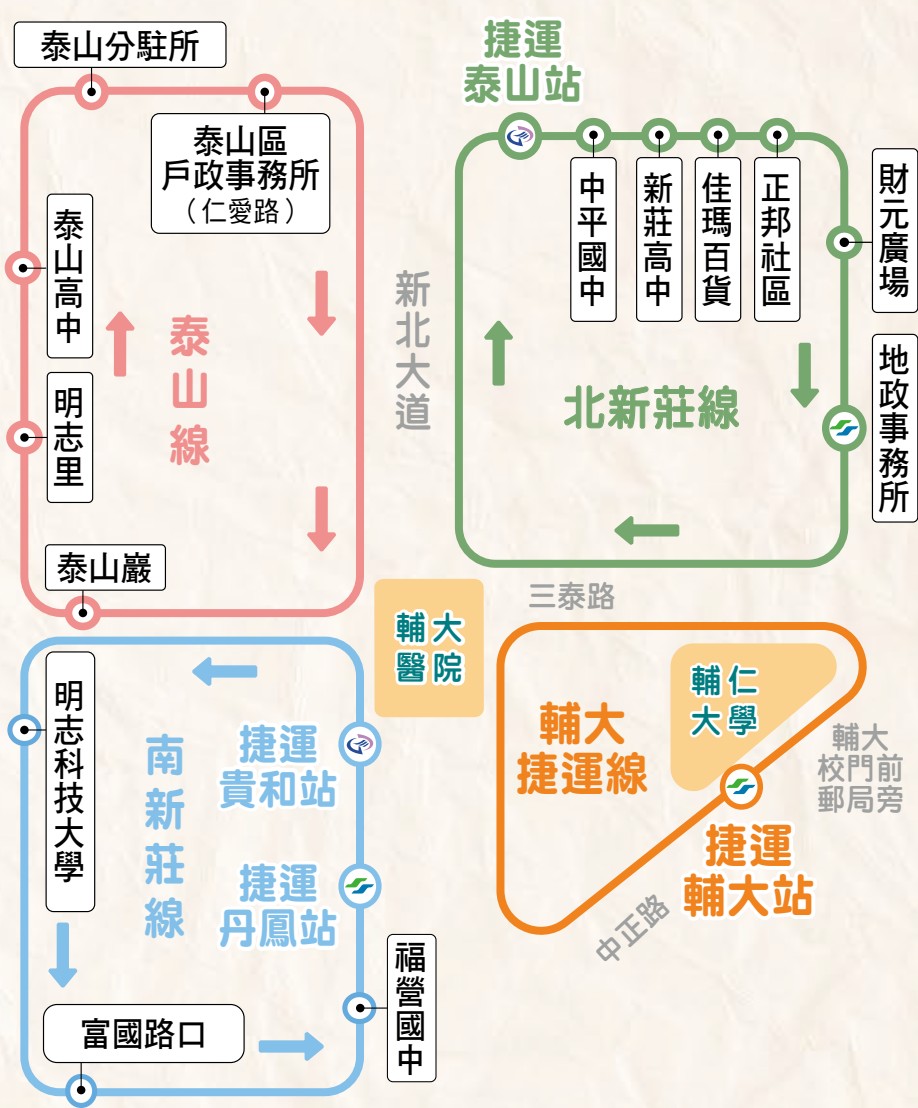 泰山分駐所
泰山區
戶政事務所
（仁愛路）
泰山高中
明志里
泰山巖
泰山線
新北大道
捷運
泰山站
中平國中
新莊高中
佳瑪百貨
正邦社區
財元廣場
地政事務所
北新莊線
三泰路
輔大
醫院
明志科技大學
南新莊線
捷運
貴和站
捷運
丹鳳站
福營國中
富國路口
輔仁
大學
輔大
捷運線
輔大
校門前
郵局旁
捷運
輔大站
中正路